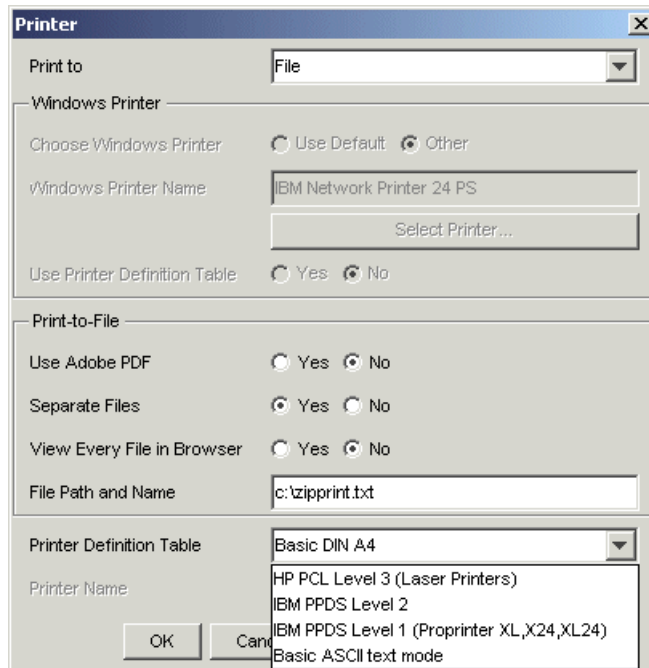 Printer
Print to File
Windows Printer
Choose Windows Printer Use Default Other
Windows Printer Name IBM Network Printer 24 PS
Select Printer...
Use Printer Definition Table Yes No
Print-to-File
Use Adobe PDF Yes No
Separate Files Yes No
View Every File in Browser Yes No
File Path and Name c:\zipprint.txt
Printer Definition Table Basic DIN A4
HP PCL Level 3 (Laser Printers)
Printer Name
IBM PPDS Level 2
IBM PPDS Level 1 (Proprinter XL,X24,XL24)
OK Canc
Basic ASCII text mode